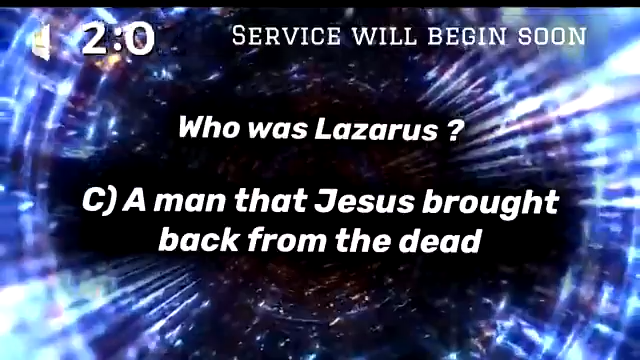 2:0
SERVICE WILL BEGIN SOON
Who was Lazarus ?
C) A man that Jesus brought
back from the dead